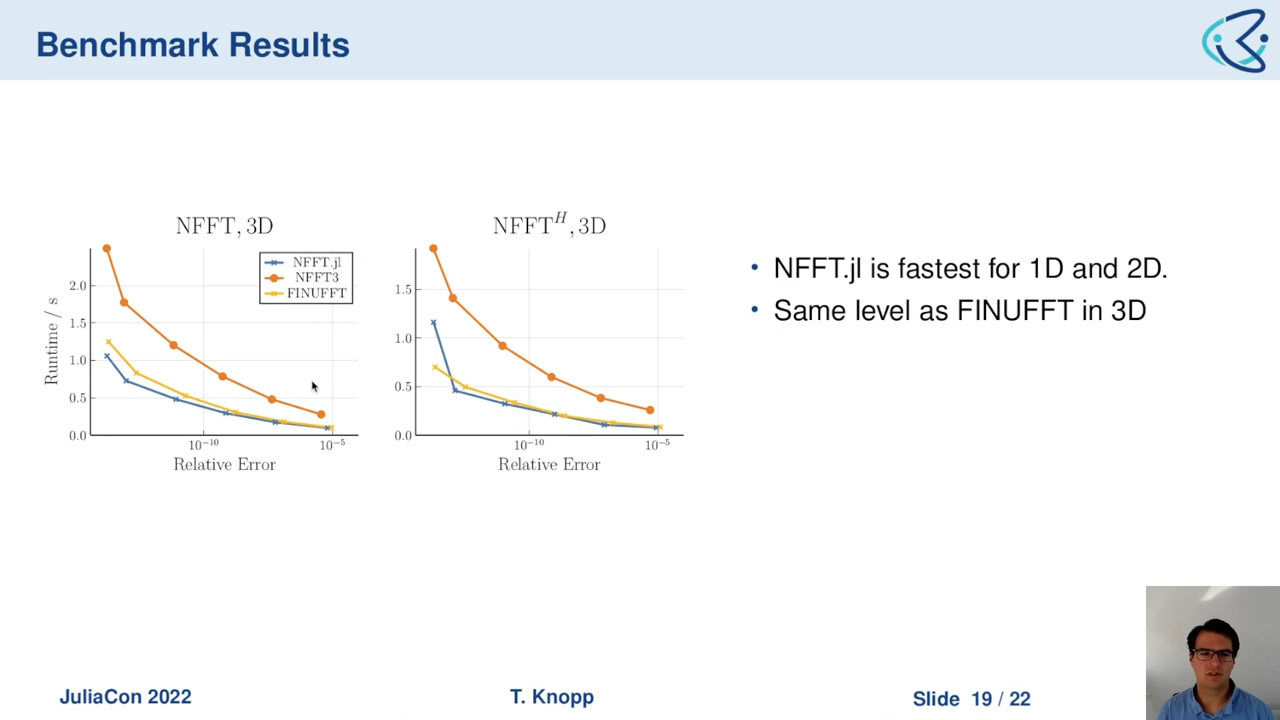 Benchmark Results
NFFT, 3D
NFFT.jl
NFFT3
FINUFFT
2.0
1.5
1.0
0.5
0.0
Runtime / s
10⁻¹⁰
10⁻⁵
Relative Error
NFFTᴴ, 3D
1.5
1.0
0.5
0.0
10⁻¹⁰
10⁻⁵
Relative Error
• NFFT.jl is fastest for 1D and 2D.
• Same level as FINUFFT in 3D
JuliaCon 2022
T. Knopp
Slide 19 / 22